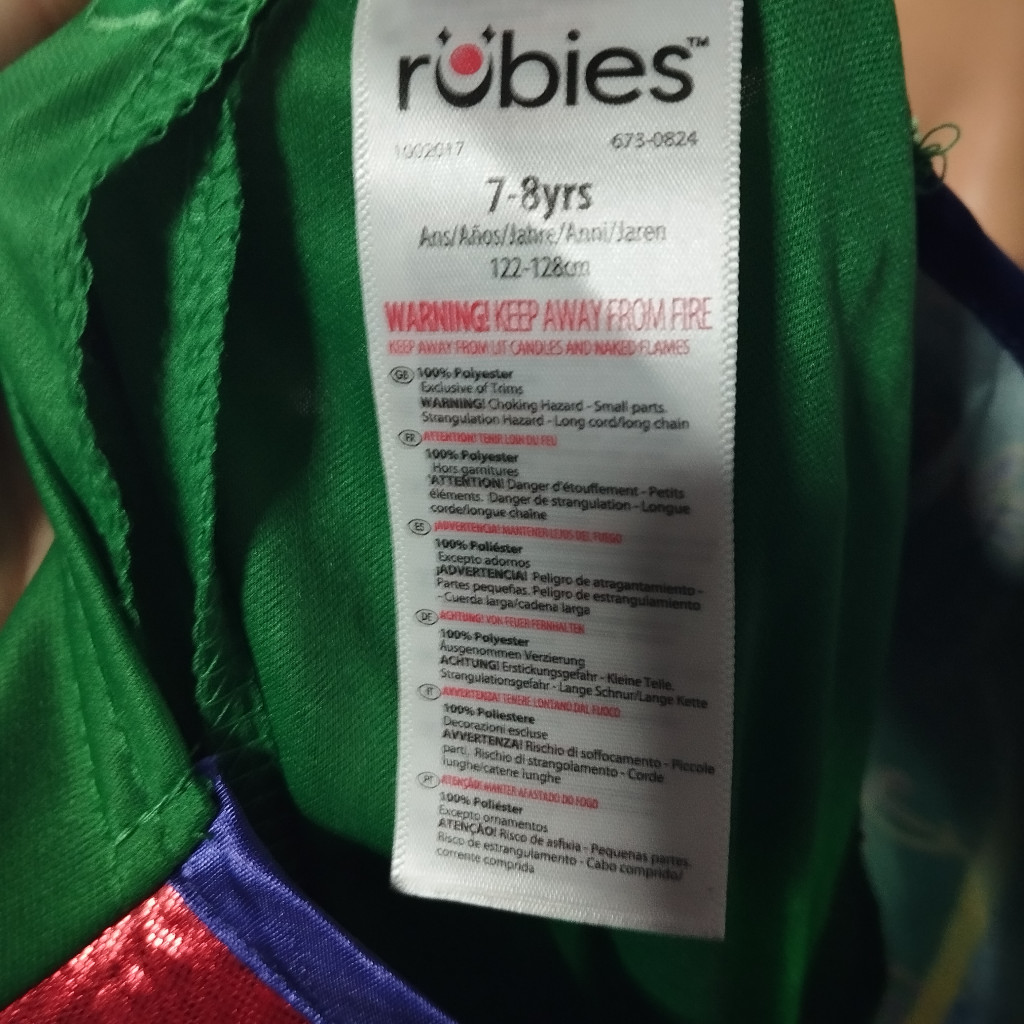 rubies™
1002017 673-0824
7-8yrs
Ans/Años/Jahre/Anni/Jaren
122-128cm
WARNING! KEEP AWAY FROM FIRE
KEEP AWAY FROM LIT CANDLES AND NAKED FLAMES
GB 100% Polyester
Exclusive of Trims
WARNING! Choking Hazard - Small parts.
Strangulation Hazard - Long cord/long chain
FR ATTENTION! TENIR LOIN DU FEU
100% Polyester
Hors garnitures
ATTENTION! Danger d'étouffement - Petits
éléments. Danger de strangulation - Longue
corde/longue chaîne
ES ¡ADVERTENCIA! MANTENER LEJOS DEL FUEGO
100% Poliéster
Excepto adornos
¡ADVERTENCIA! Peligro de atragantamiento -
Partes pequeñas. Peligro de estrangulamiento
- Cuerda larga/cadena larga
DE ACHTUNG! VON FEUER FERNHALTEN
100% Polyester
Ausgenommen Verzierung
ACHTUNG! Erstickungsgefahr - Kleine Teile.
Strangulationsgefahr - Lange Schnur/Lange Kette
IT AVVERTENZA! TENERE LONTANO DAL FUOCO
100% Poliestere
Decorazioni escluse
AVVERTENZA! Rischio di soffocamento - Piccole
parti. Rischio di strangolamento - Corde
lunghe/catene lunghe
PT ATENÇÃO! MANTER AFASTADO DO FOGO
100% Poliéster
Excepto ornamentos
ATENÇÃO! Risco de asfixia - Pequenas partes.
Risco de estrangulamento - Cabo comprido/
corrente comprida